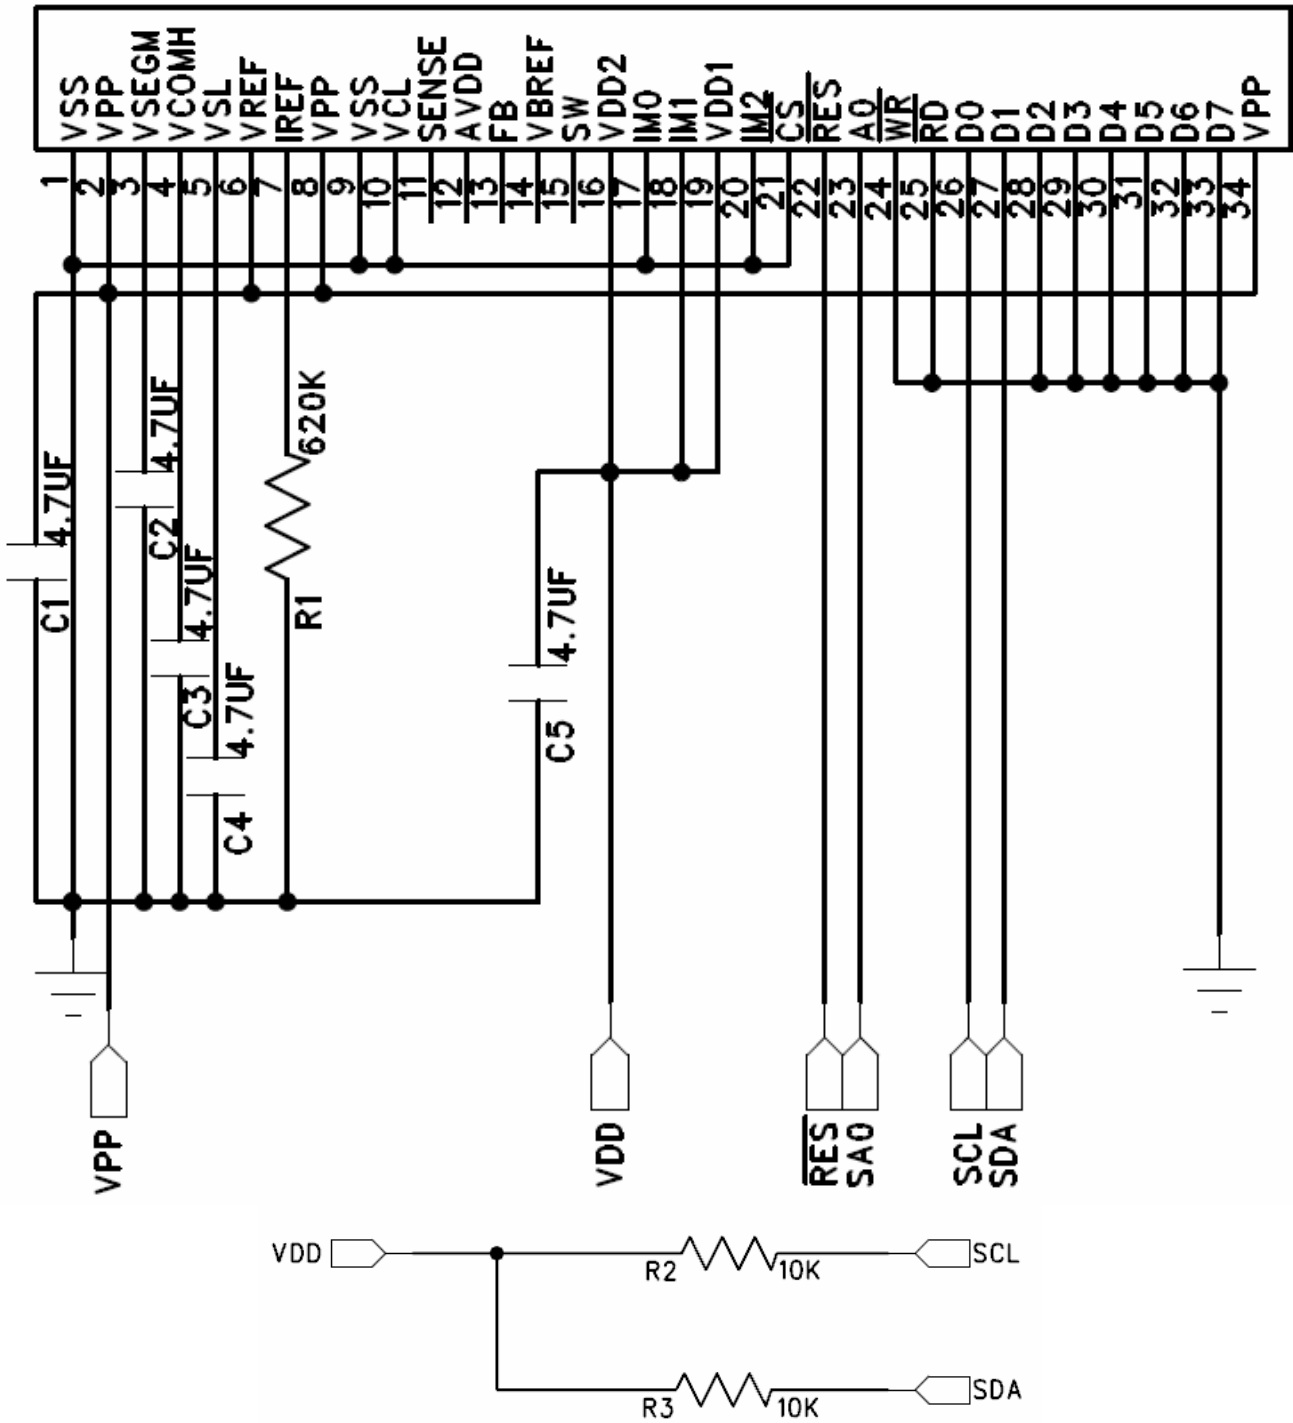 VSS
VPP
VSEGM
VCOMH
VSL
VREF
IREF
VPP
VSS
VCL
SENSE
AVDD
FB
VBREF
SW
VDD2
IM0
IM1
VDD1
IM2
CS
RES
A0
WR
RD
D0
D1
D2
D3
D4
D5
D6
D7
VPP
1
2
3
4
5
6
7
8
9
10
11
12
13
14
15
16
17
18
19
20
21
22
23
24
25
26
27
28
29
30
31
32
33
34
4.7UF
C1
4.7UF
C2
4.7UF
C3
4.7UF
C4
620K
R1
4.7UF
C5
VPP
VDD
RES
SA0
SCL
SDA
VDD
R2
10K
SCL
R3
10K
SDA